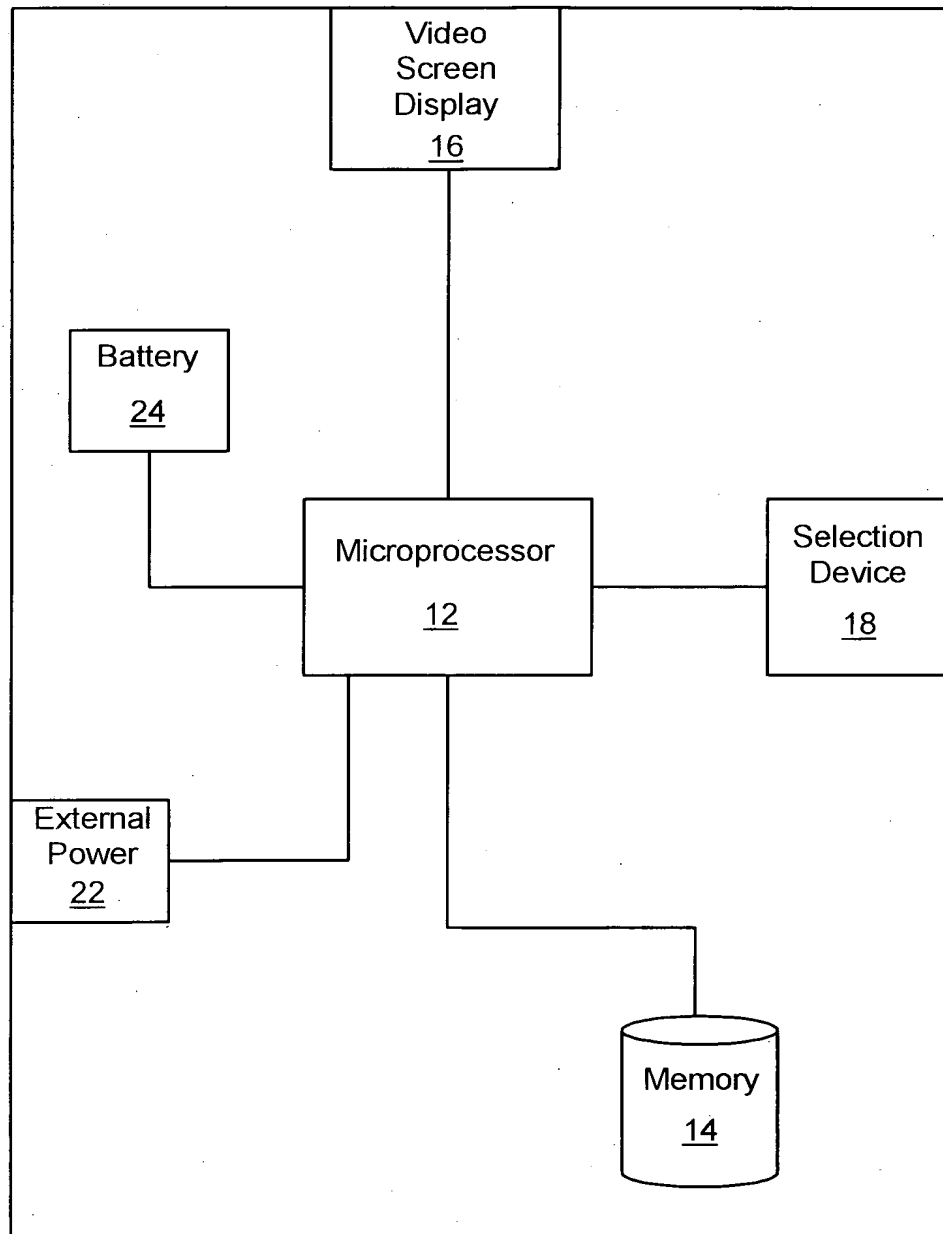 Video
Screen
Display
16
Battery
24
Microprocessor
12
Selection
Device
18
External
Power
22
Memory
14